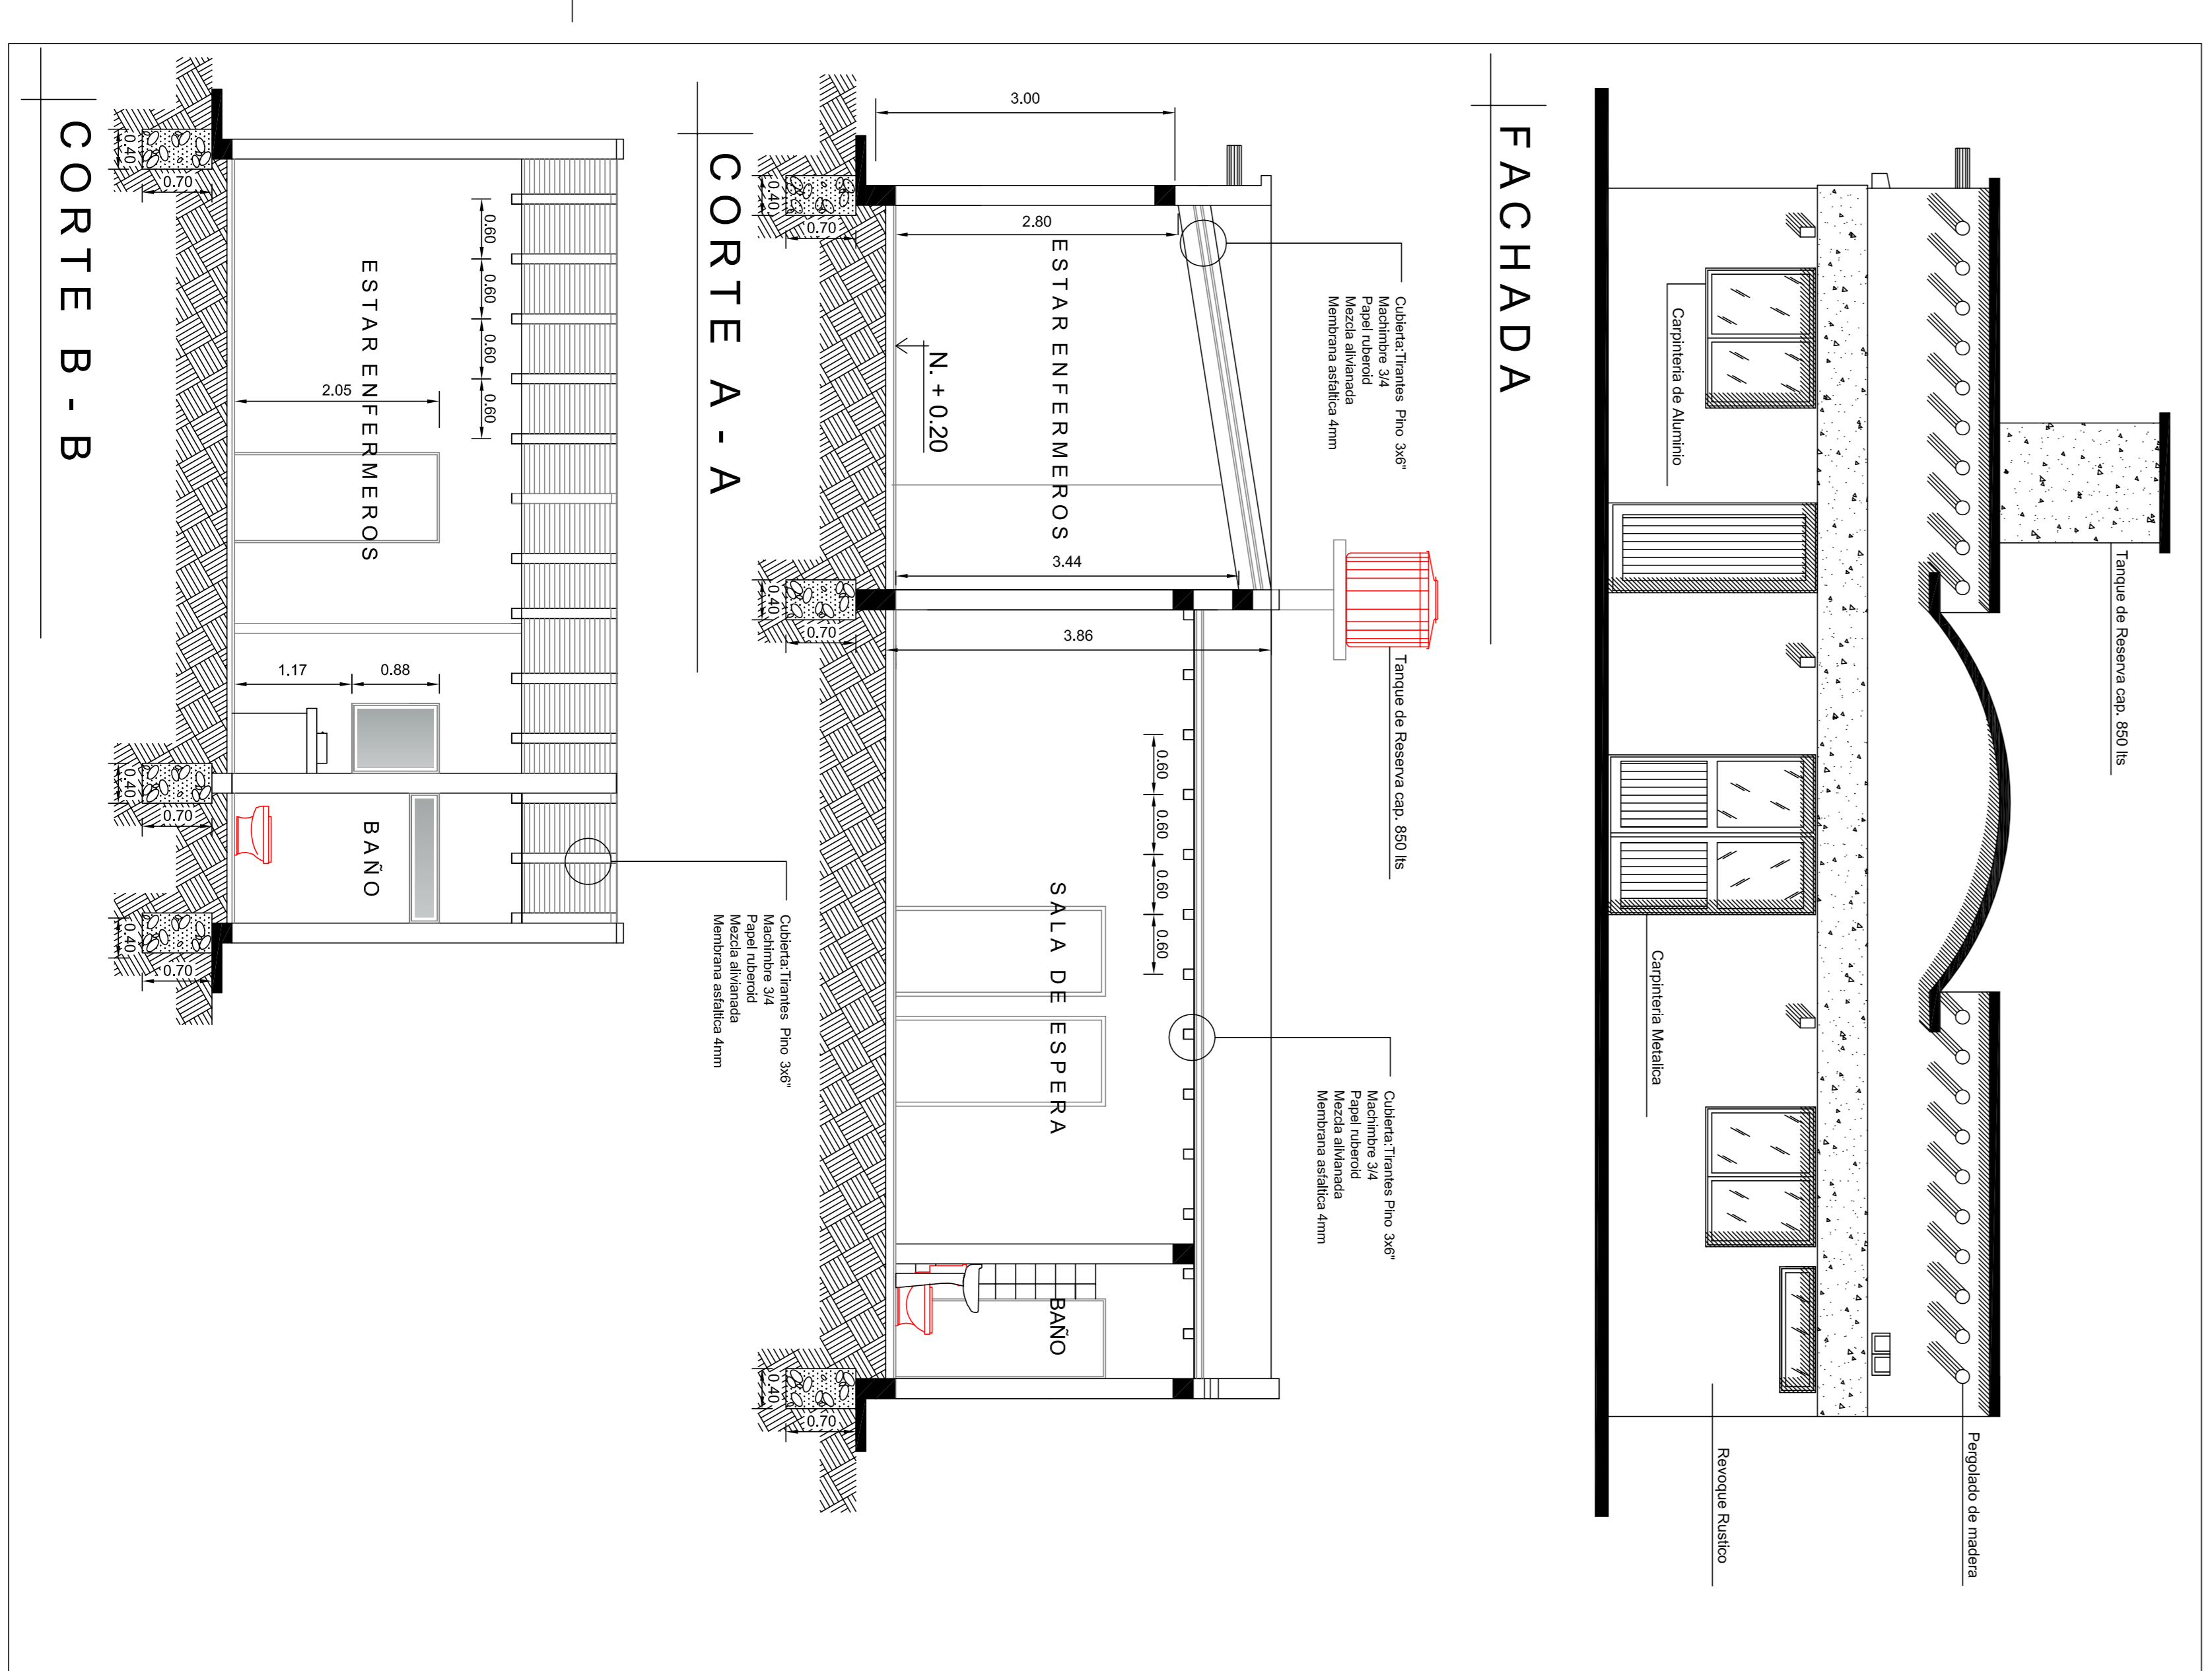 FACHADA
Tanque de Reserva cap. 850 lts
Carpinteria de Aluminio
Carpinteria Metalica
Pergolado de madera
Revoque Rustico
CORTE A - A
Cubierta:Tirantes Pino 3x6"
Machimbre 3/4
Papel ruberoid
Mezcla alivianada
Membrana asfaltica 4mm
Tanque de Reserva cap. 850 lts
Cubierta:Tirantes Pino 3x6"
Machimbre 3/4
Papel ruberoid
Mezcla alivianada
Membrana asfaltica 4mm
3.00
2.80
ESTAR ENFERMEROS
N. + 0.20
3.44
3.86
0.60
0.60
0.60
0.60
SALA DE ESPERA
BAÑO
0.70
0.40
0.70
0.40
0.70
0.40
CORTE B - B
Cubierta:Tirantes Pino 3x6"
Machimbre 3/4
Papel ruberoid
Mezcla alivianada
Membrana asfaltica 4mm
0.60
0.60
0.60
0.60
ESTAR ENFERMEROS
2.05
1.17
0.88
BAÑO
0.70
0.40
0.70
0.40
0.70
0.40